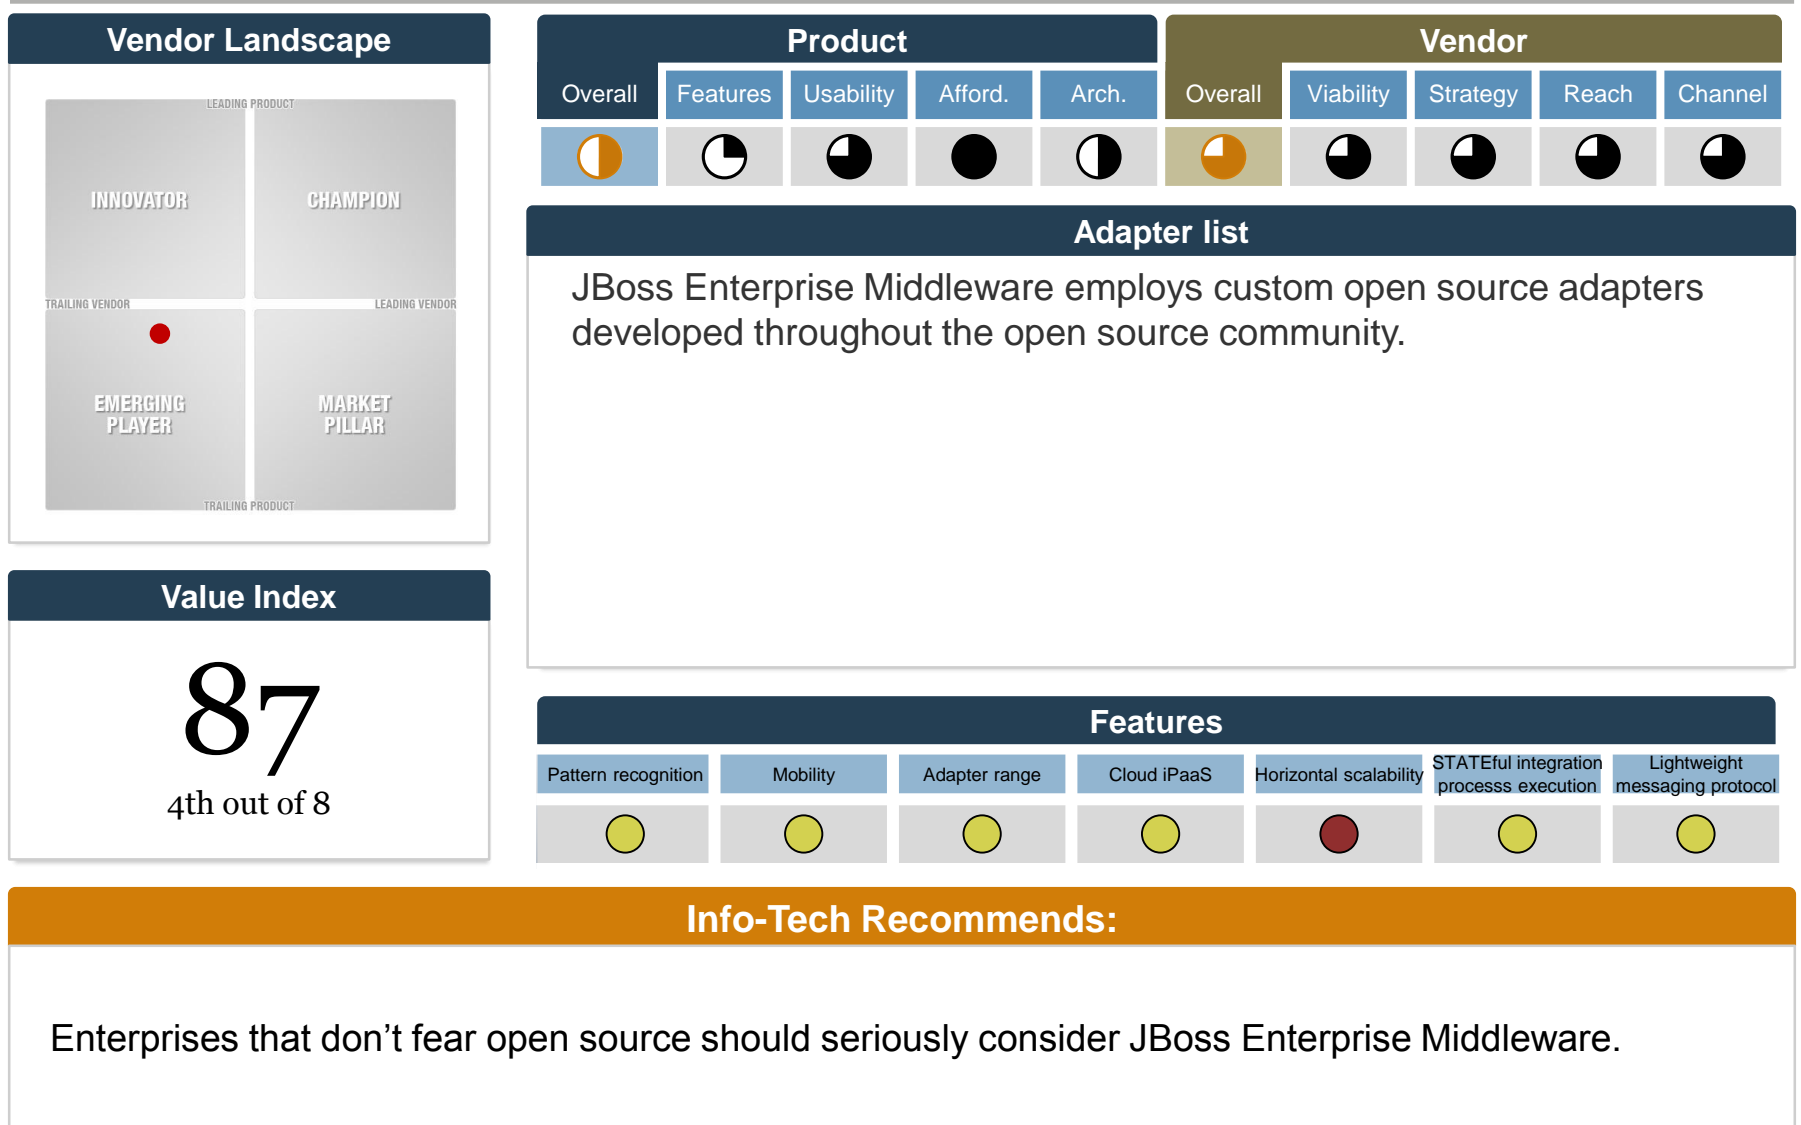 Vendor Landscape
LEADING PRODUCT
INNOVATOR
CHAMPION
TRAILING VENDOR
LEADING VENDOR
EMERGING
PLAYER
MARKET
PILLAR
TRAILING PRODUCT
Value Index
87
4th out of 8
Product
Vendor
Overall
Features
Usability
Afford.
Arch.
Overall
Viability
Strategy
Reach
Channel
Adapter list
JBoss Enterprise Middleware employs custom open source adapters
developed throughout the open source community.
Features
Pattern recognition
Mobility
Adapter range
Cloud iPaaS
Horizontal scalability
STATEful integration
processs execution
Lightweight
messaging protocol
Info-Tech Recommends:
Enterprises that don’t fear open source should seriously consider JBoss Enterprise Middleware.